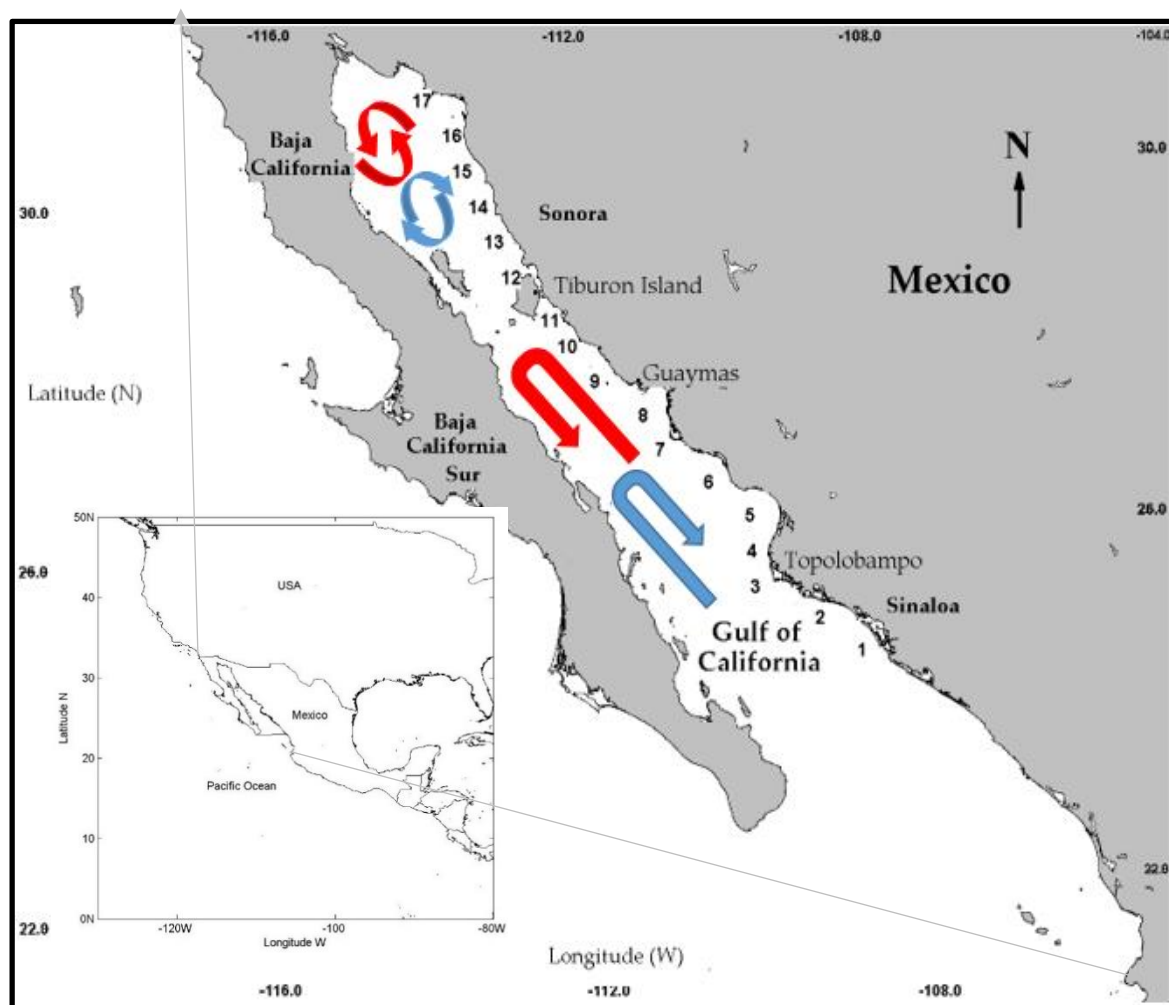 -116.0
-112.0
-108.0
-104.0
17
16
Baja
California
30.0
N
15
14
30.0
Sonora
13
12
Tiburon Island
Mexico
11
10
9
Guaymas
Latitude (N)
8
Baja
California
Sur
7
6
26.0
5
4
Topolobampo
26.0
3
Sinaloa
2
Gulf of
California
1
50N
USA
40
30
Latitude N
Mexico
20
Pacific Ocean
10
0N
-120W
-100
-80W
Longitude W
22.0
22.0
Longitude (W)
-116.0
-112.0
-108.0